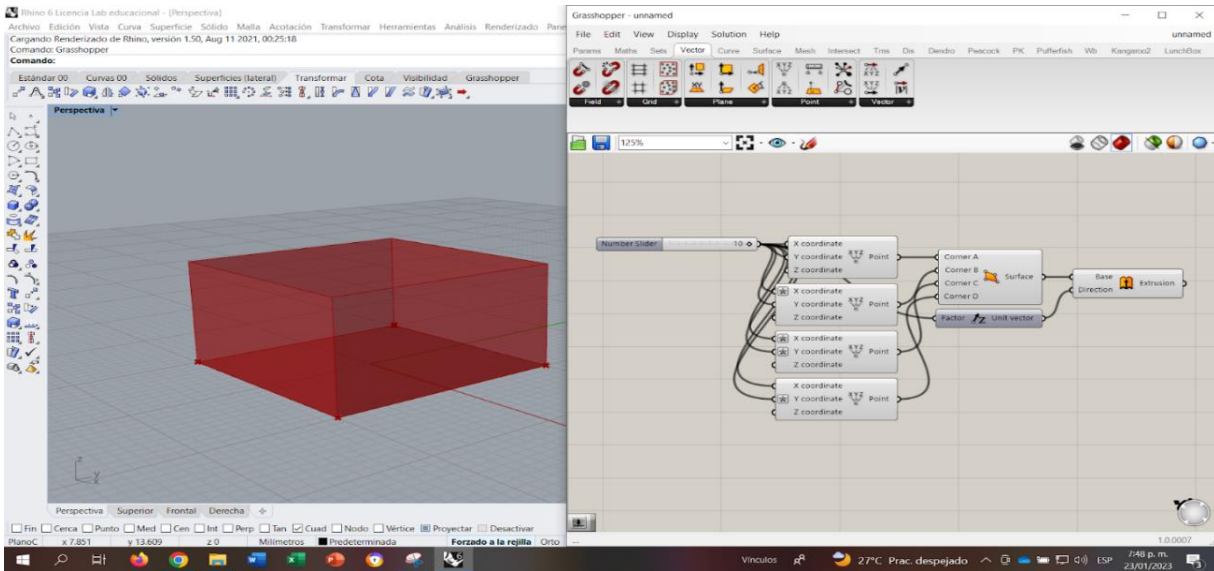 Rhino 6 Licencia Lab educacional - [Perspectiva]
Archivo Edición Vista Curva Superficie Sólido Malla Acotación Transformar Herramientas Análisis Renderizado Pane
Cargando Renderizado de Rhino, versión 1.50, Aug 11 2021, 00:25:18
Comando: Grasshopper
Comando:
Estándar 00 Curvas 00 Sólidos Superficies (lateral) Transformar Cota Visibilidad Grasshopper
Perspectiva
z
y
Perspectiva Superior Frontal Derecha
Fin Cerca Punto Med Cen Int Perp Tan Cuad Nodo Vértice Proyectar Desactivar
PlanoC x 7.851 y 13.609 z 0 Milímetros Predeterminada Forzado a la rejilla Orto
Grasshopper - unnamed
File Edit View Display Solution Help unnamed
Params Maths Sets Vector Curve Surface Mesh Intersect Trns Dis Dendro Peacock PK Pufferfish Wb Kangaroo2 LunchBox
Field Grid Plane Point Vector
125%
Number Slider 10
X coordinate
Y coordinate XYZ Point
Z coordinate
X coordinate
Y coordinate XYZ Point
Z coordinate
X coordinate
Y coordinate XYZ Point
Z coordinate
X coordinate
Y coordinate XYZ Point
Z coordinate
Corner A
Corner B
Corner C
Corner D
Surface
Factor Z Unit vector
Base
Direction
Extrusion
1.0.0007
Vínculos 27°C Prac. despejado ESP 7:48 p. m.
23/01/2023